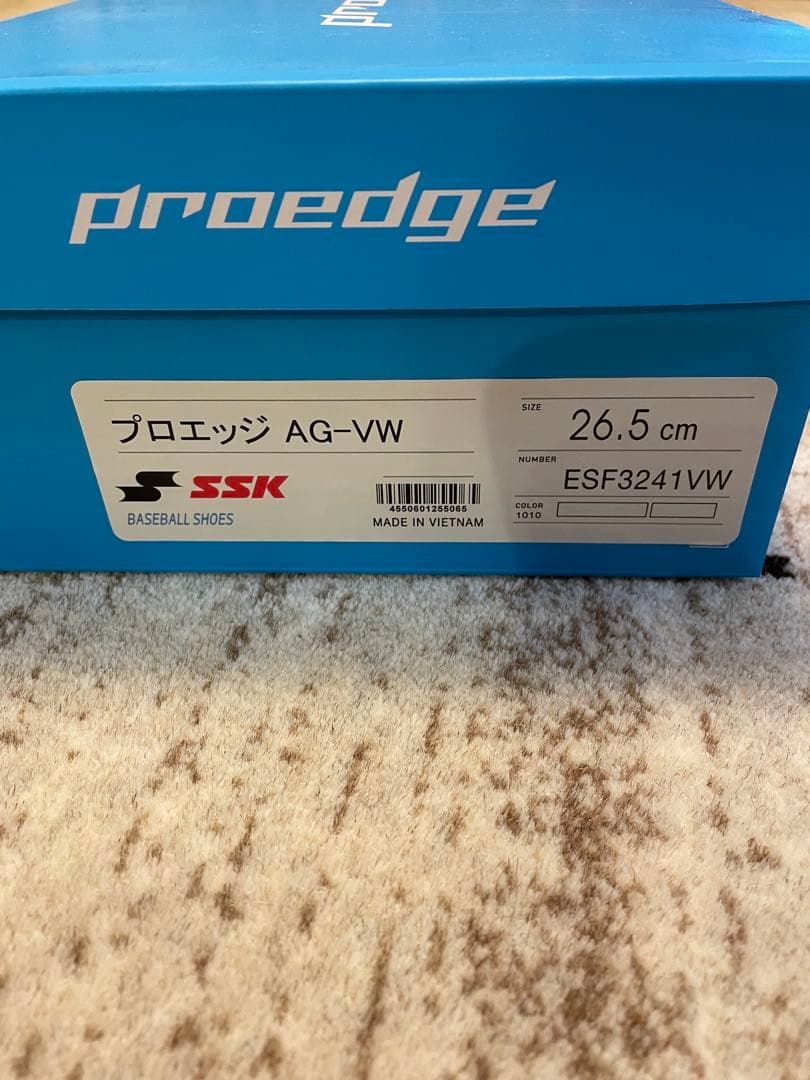 pro
proedge
プロエッジ AG-VW
SSK
BASEBALL SHOES
4550601255065
MADE IN VIETNAM
SIZE
26.5 cm
NUMBER
ESF3241VW
COLOR
1010